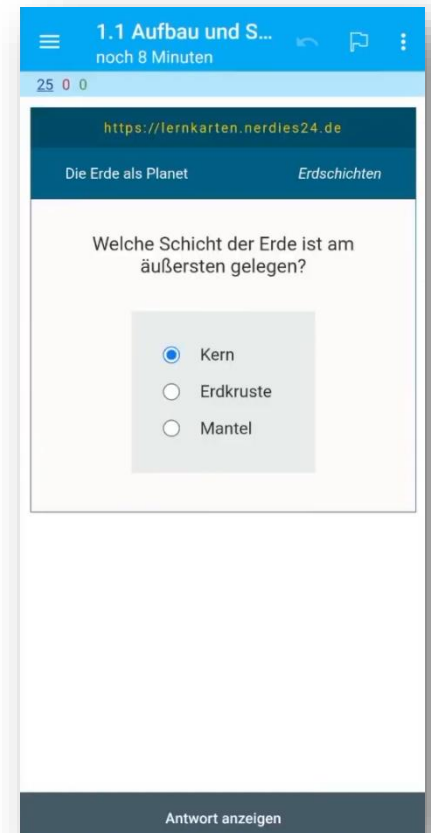 1.1 Aufbau und S...
noch 8 Minuten
25 0 0
https://lernkarten.nerdies24.de
Die Erde als Planet Erdschichten
Welche Schicht der Erde ist am
äußersten gelegen?
Kern
Erdkruste
Mantel
Antwort anzeigen